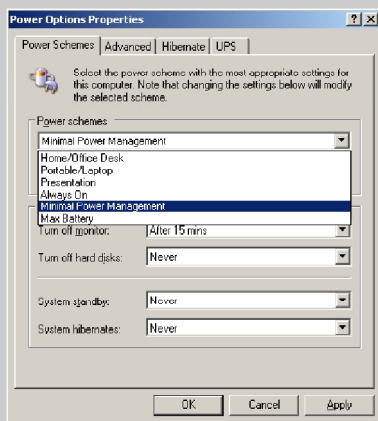 Power Options Properties
Power Schemes Advanced Hibernate UPS
Select the power scheme with the most appropriate settings for
this computer. Note that changing the settings below will modify
the selected scheme.
Power schemes
Minimal Power Management
Home/Office Desk
Portable/Laptop
Presentation
Always On
Minimal Power Management
Max Battery
Turn off monitor: After 15 mins
Turn off hard disks: Never
System standby: Never
System hibernates: Never
OK Cancel Apply